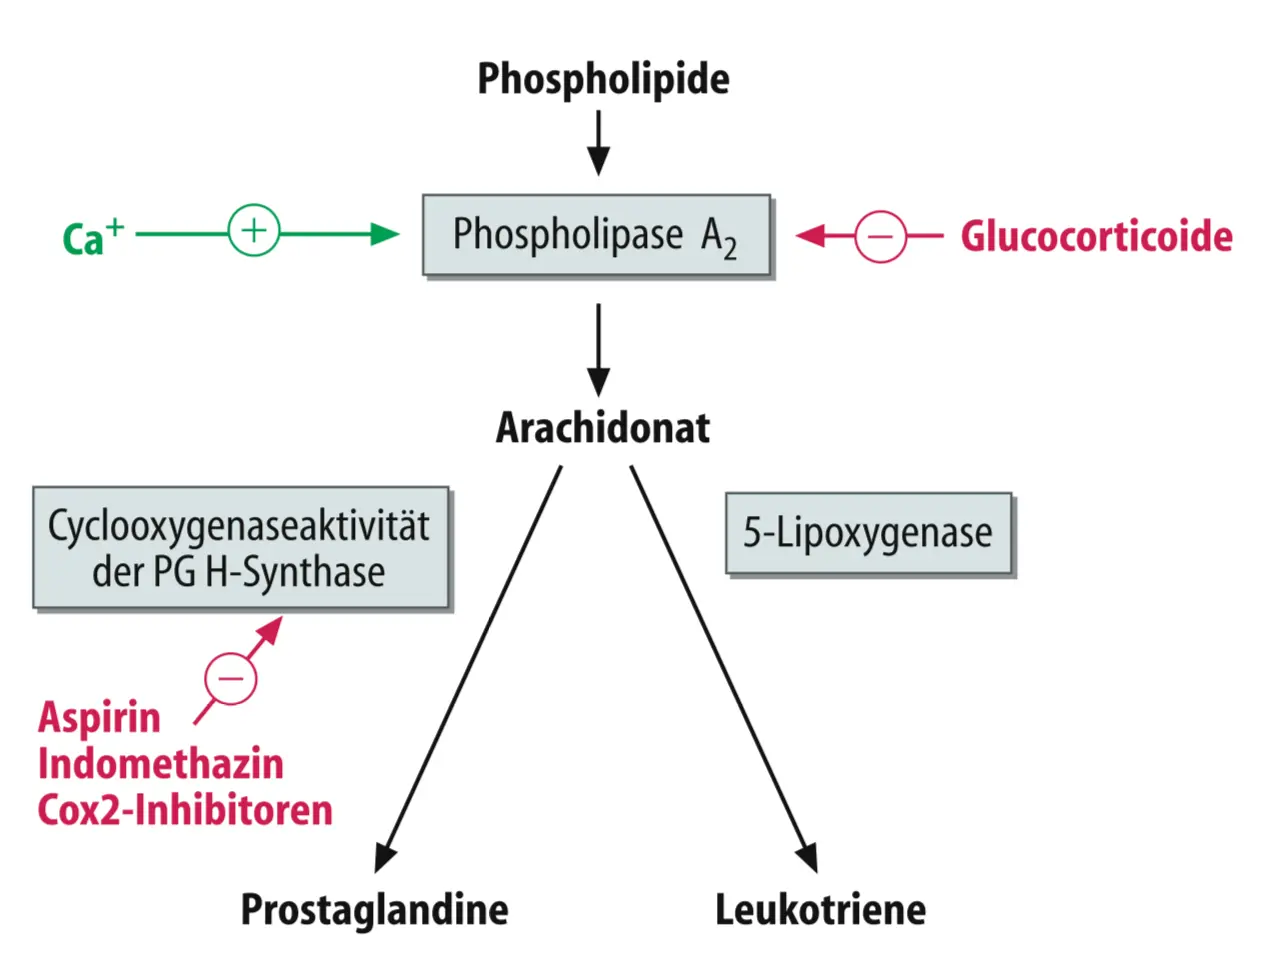 Phospholipide
Ca⁺
+
Phospholipase A₂
−
Glucocorticoide
Arachidonat
Cyclooxygenaseaktivität
der PG H-Synthase
5-Lipoxygenase
−
Aspirin
Indomethazin
Cox2-Inhibitoren
Prostaglandine
Leukotriene